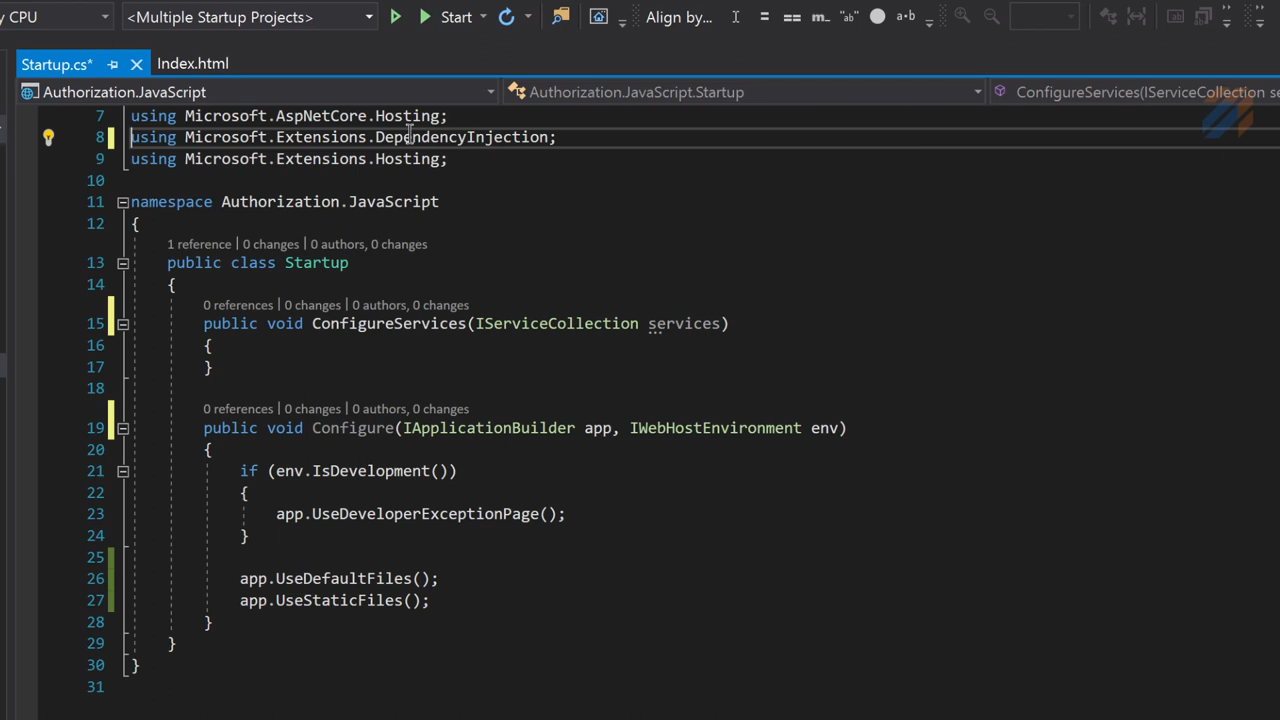 CPU <Multiple Startup Projects> Start Align by... I = == m_ "ab" a·b
Startup.cs* Index.html
Authorization.JavaScript Authorization.JavaScript.Startup ConfigureServices(IServiceCollection se
7 using Microsoft.AspNetCore.Hosting;
8 using Microsoft.Extensions.DependencyInjection;
9 using Microsoft.Extensions.Hosting;
10
11 namespace Authorization.JavaScript
12 {
1 reference | 0 changes | 0 authors, 0 changes
13 public class Startup
14 {
0 references | 0 changes | 0 authors, 0 changes
15 public void ConfigureServices(IServiceCollection services)
16 {
17 }
18
0 references | 0 changes | 0 authors, 0 changes
19 public void Configure(IApplicationBuilder app, IWebHostEnvironment env)
20 {
21 if (env.IsDevelopment())
22 {
23 app.UseDeveloperExceptionPage();
24 }
25
26 app.UseDefaultFiles();
27 app.UseStaticFiles();
28 }
29 }
30 }
31